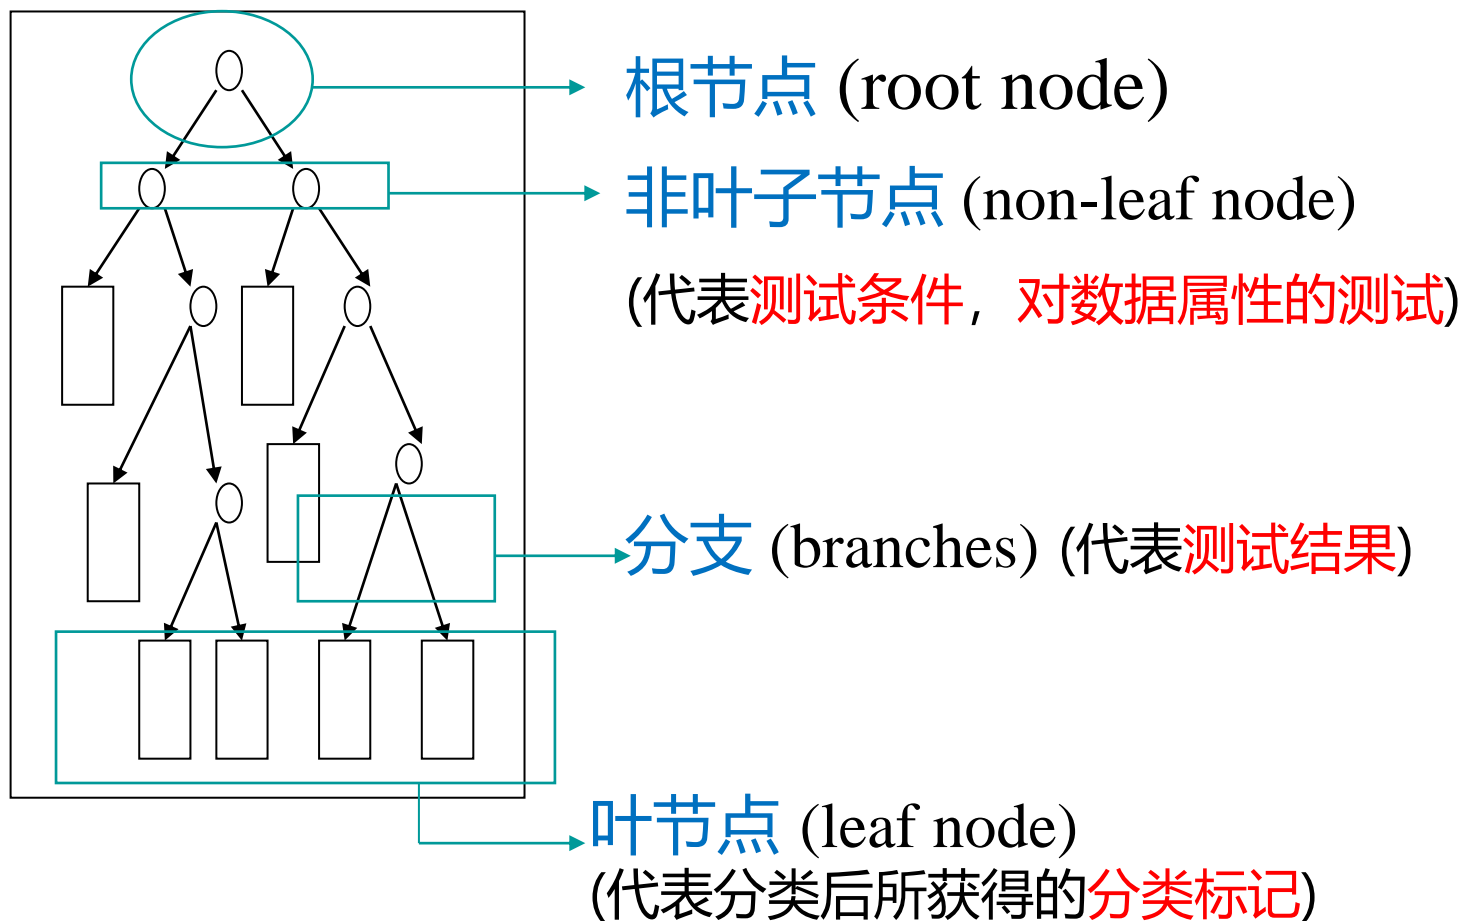 根节点 (root node)
非叶子节点 (non-leaf node)
(代表测试条件，对数据属性的测试)
分支 (branches) (代表测试结果)
叶节点 (leaf node)
(代表分类后所获得的分类标记)